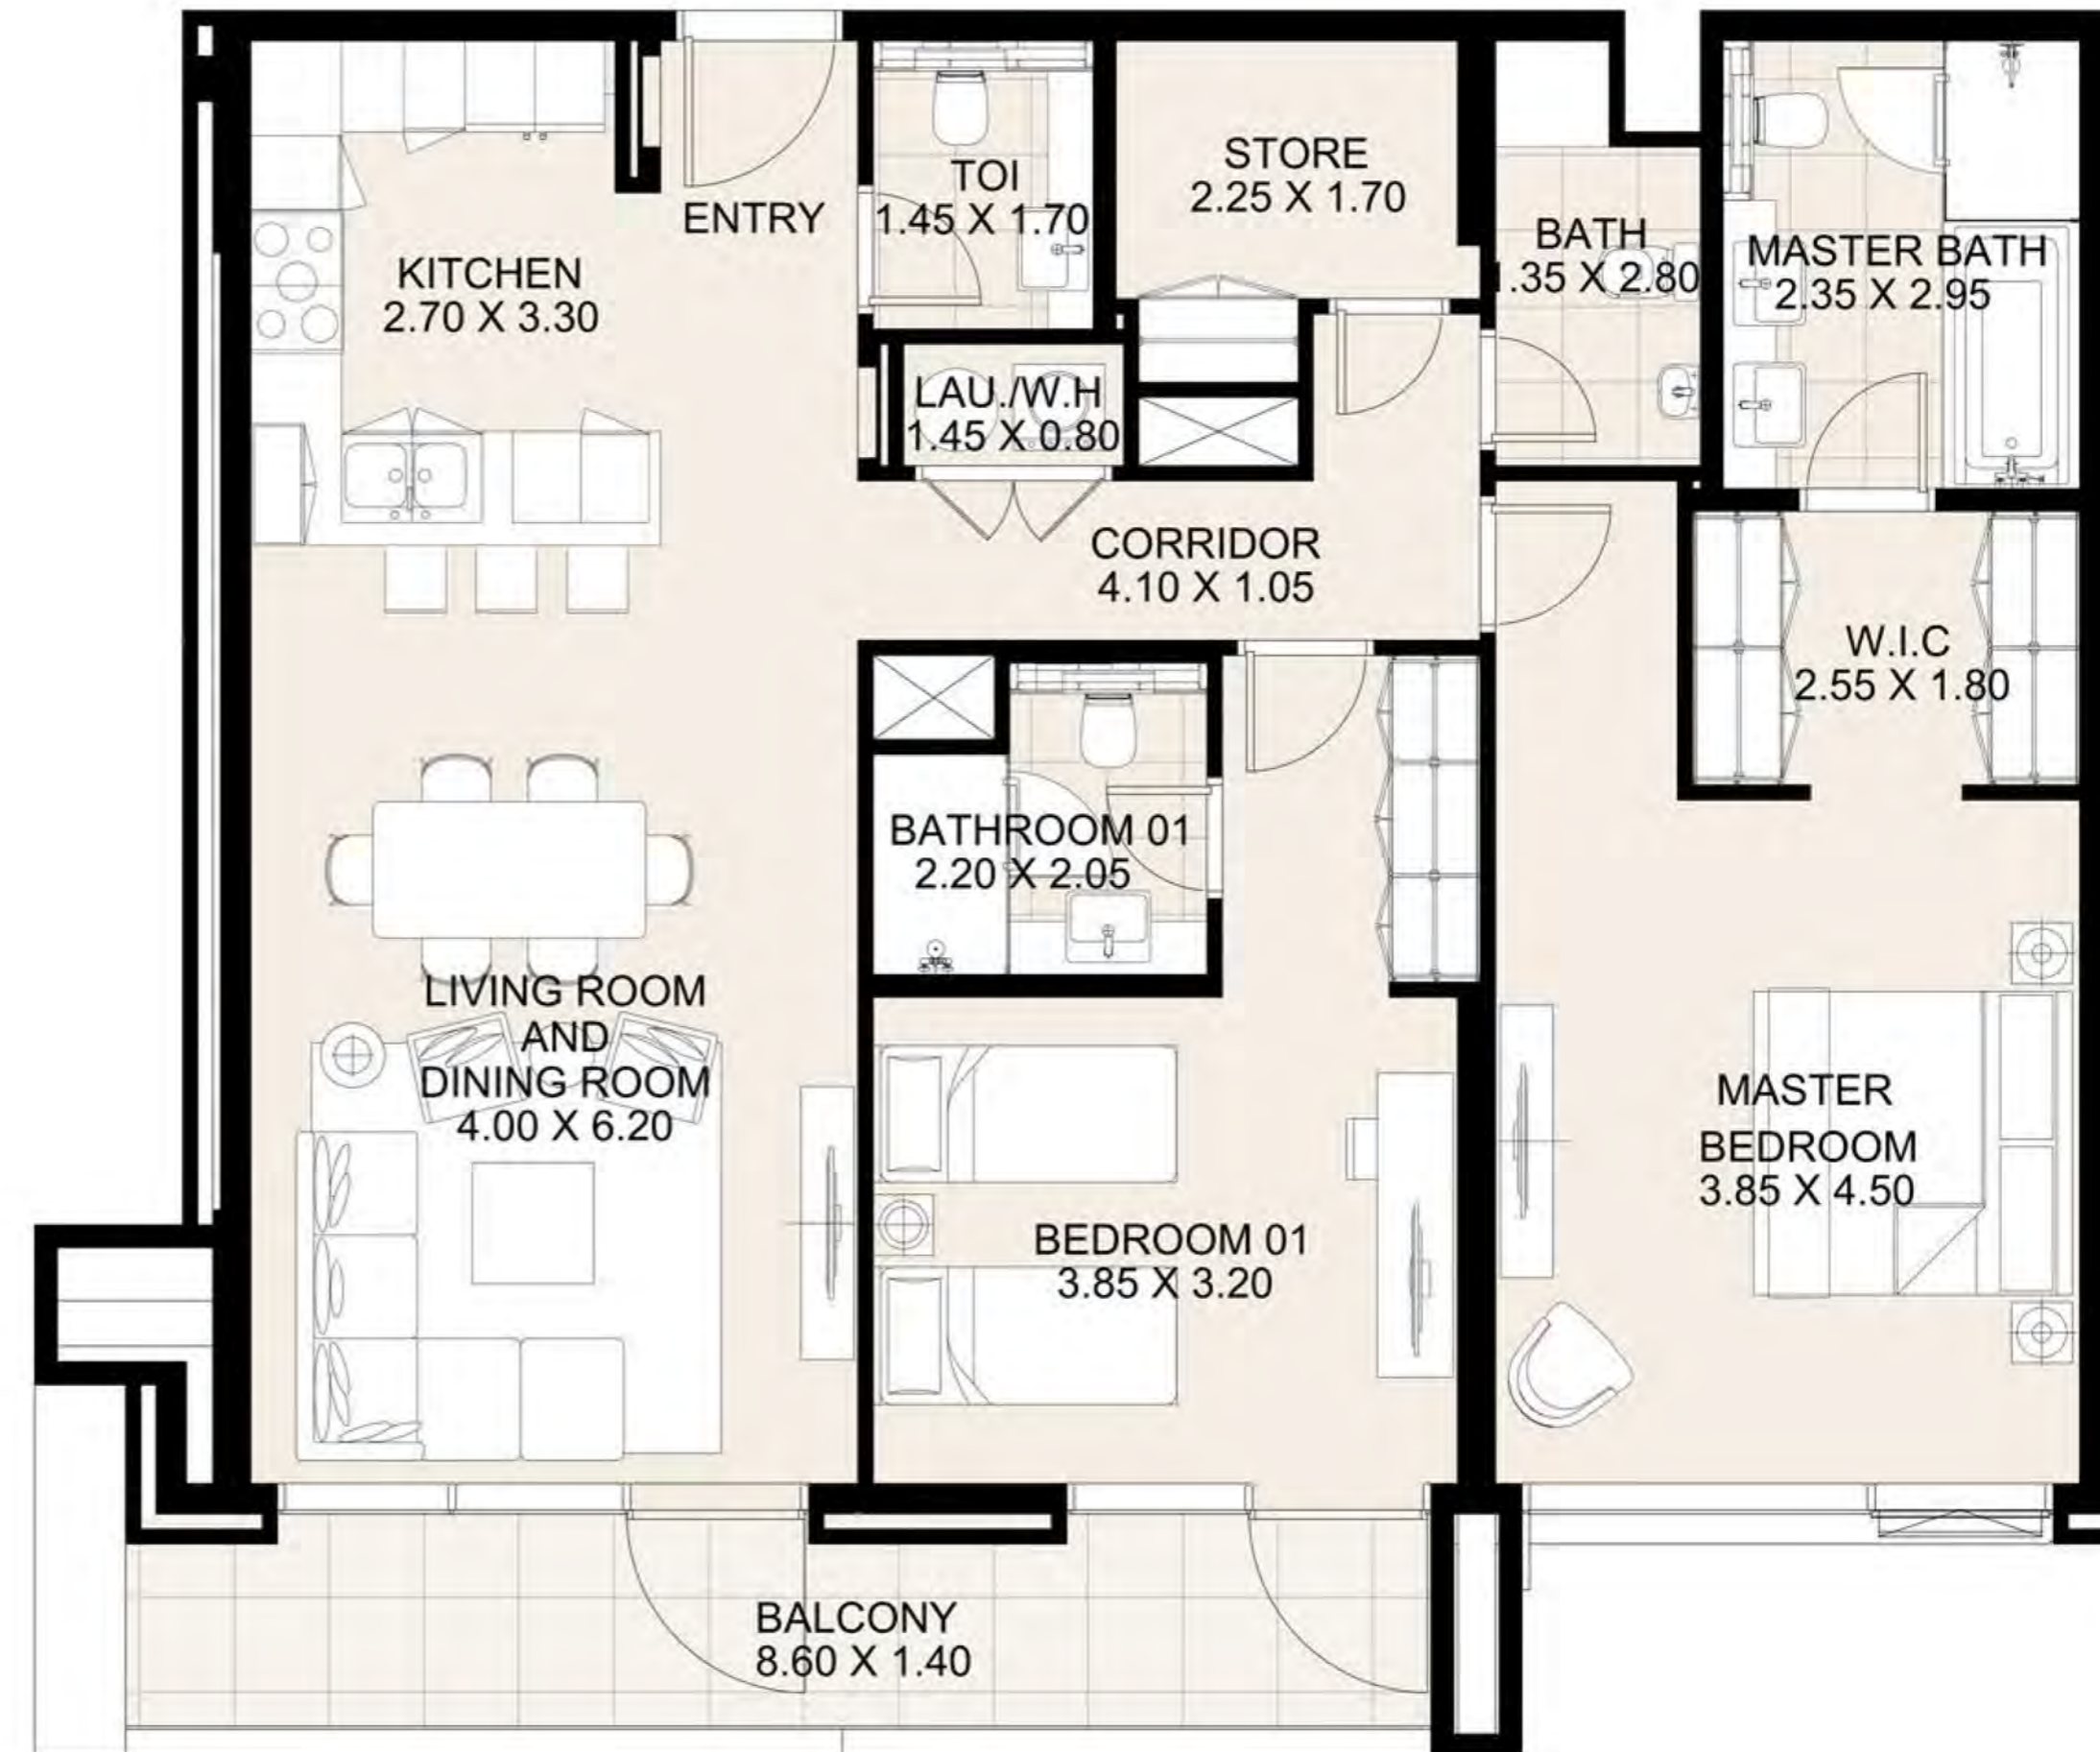 KITCHEN
2.70 X 3.30
ENTRY
TOI
1.45 X 1.70
STORE
2.25 X 1.70
BATH
1.35 X 2.80
MASTER BATH
2.35 X 2.95
LAU./W.H
1.45 X 0.80
CORRIDOR
4.10 X 1.05
W.I.C
2.55 X 1.80
BATHROOM 01
2.20 X 2.05
LIVING ROOM
AND
DINING ROOM
4.00 X 6.20
BEDROOM 01
3.85 X 3.20
MASTER
BEDROOM
3.85 X 4.50
BALCONY
8.60 X 1.40